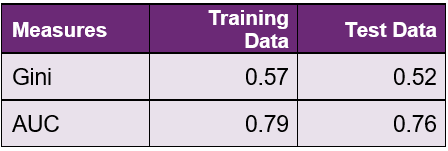 Measures Training Data Test Data
Gini 0.57 0.52
AUC 0.79 0.76